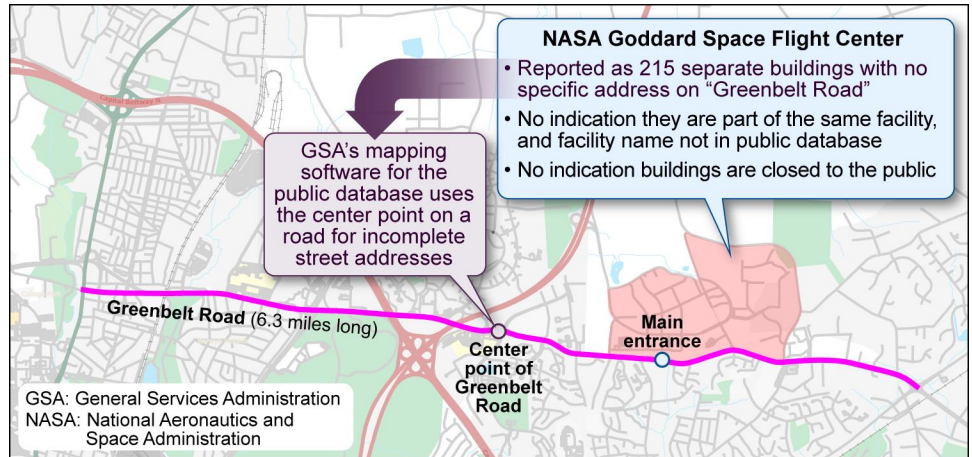 NASA Goddard Space Flight Center
• Reported as 215 separate buildings with no
specific address on “Greenbelt Road”
• No indication they are part of the same facility,
and facility name not in public database
• No indication buildings are closed to the public
Capital Beltway N.
GSA’s mapping
software for the
public database uses
the center point on a
road for incomplete
street addresses
Greenbelt Road (6.3 miles long)
Center
point of
Greenbelt
Road
Main
entrance
GSA: General Services Administration
NASA: National Aeronautics and
Space Administration